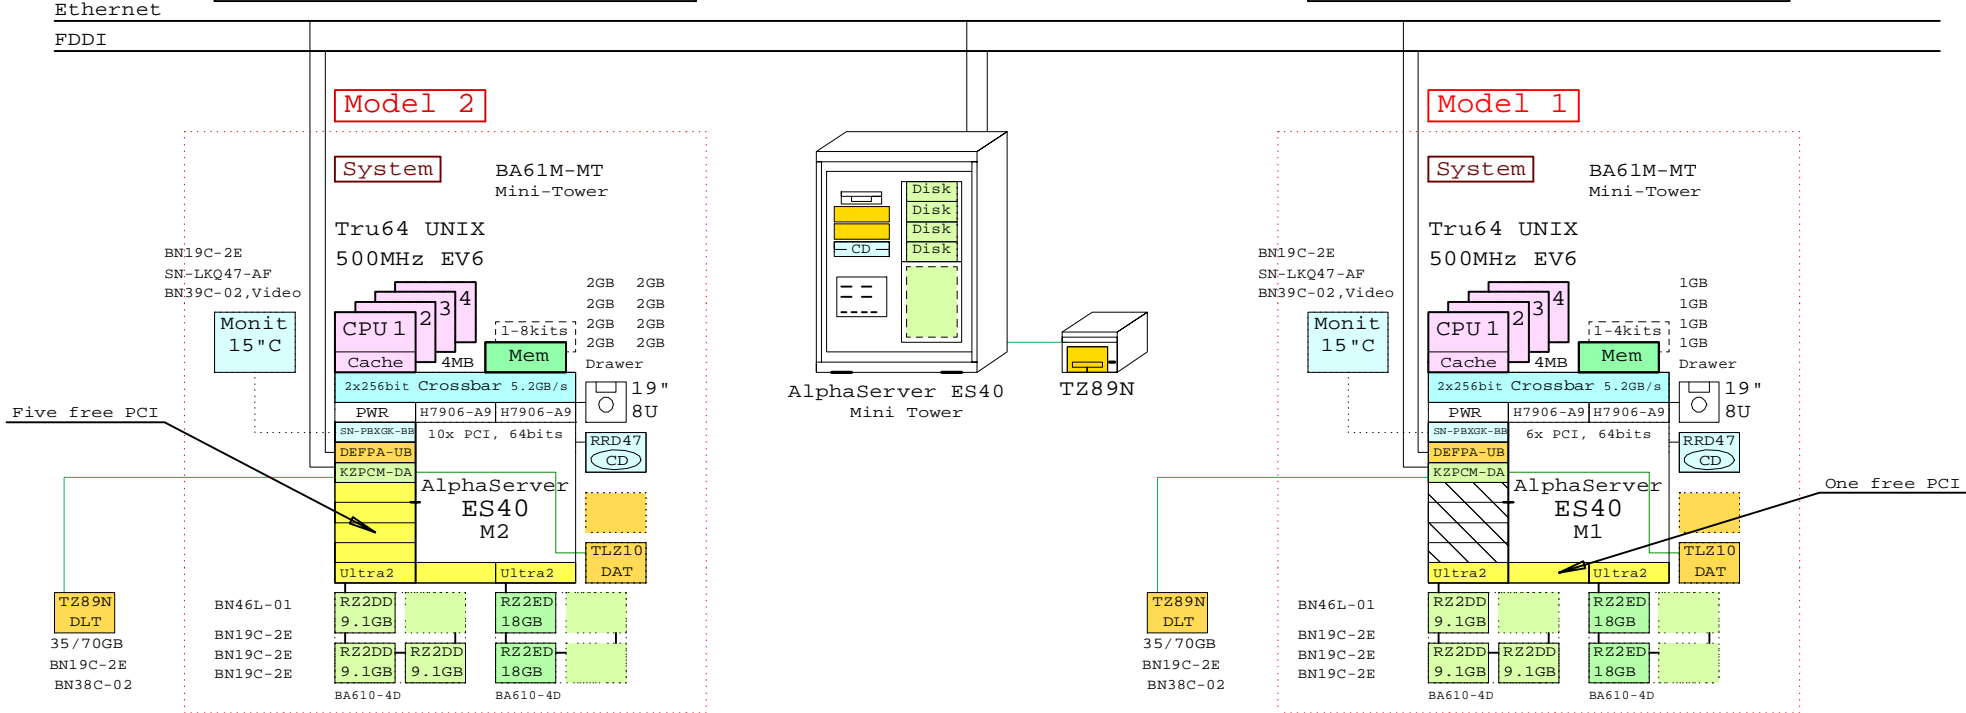 Ethernet
FDDI
Model 2
System
BA61M-MT
Mini-Tower
Tru64 UNIX
500MHz EV6
BN19C-2E
SN-LKQ47-AF
BN39C-02,Video
Monit
15"C
CPU 1
2
3
4
Cache
4MB
1-8kits
Mem
2GB 2GB
2GB 2GB
2GB 2GB
2GB 2GB
Drawer
2x256bit Crossbar 5.2GB/s
19"
8U
PWR
H7906-A9
H7906-A9
Five free PCI
SN-PBXGK-BB
10x PCI, 64bits
DEFPA-UB
KZPCM-DA
RRD47
CD
AlphaServer
ES40
M2
TLZ10
DAT
Ultra2
Ultra2
TZ89N
DLT
35/70GB
BN19C-2E
BN38C-02
BN46L-01
BN19C-2E
BN19C-2E
BN19C-2E
RZ2DD
9.1GB
RZ2ED
18GB
RZ2DD
9.1GB
RZ2DD
9.1GB
RZ2ED
18GB
BA610-4D
BA610-4D
Disk
Disk
Disk
Disk
CD
AlphaServer ES40
Mini Tower
TZ89N
Model 1
System
BA61M-MT
Mini-Tower
Tru64 UNIX
500MHz EV6
BN19C-2E
SN-LKQ47-AF
BN39C-02,Video
Monit
15"C
CPU 1
2
3
4
Cache
4MB
1-4kits
Mem
1GB
1GB
1GB
1GB
Drawer
2x256bit Crossbar 5.2GB/s
19"
8U
PWR
H7906-A9
H7906-A9
SN-PBXGK-BB
6x PCI, 64bits
DEFPA-UB
KZPCM-DA
RRD47
CD
AlphaServer
ES40
M1
One free PCI
TLZ10
DAT
Ultra2
Ultra2
TZ89N
DLT
35/70GB
BN19C-2E
BN38C-02
BN46L-01
BN19C-2E
BN19C-2E
BN19C-2E
RZ2DD
9.1GB
RZ2ED
18GB
RZ2DD
9.1GB
RZ2DD
9.1GB
RZ2ED
18GB
BA610-4D
BA610-4D